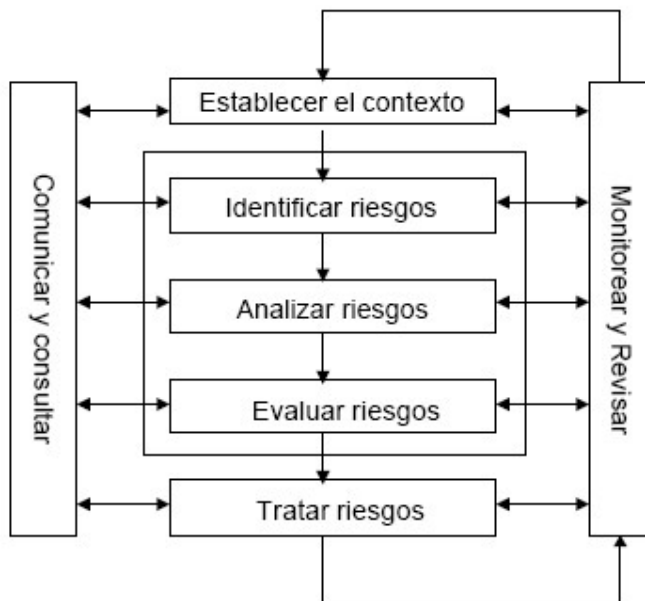 Establecer el contexto
Comunicar y consultar
Identificar riesgos
Analizar riesgos
Evaluar riesgos
Tratar riesgos
Monitorear y Revisar